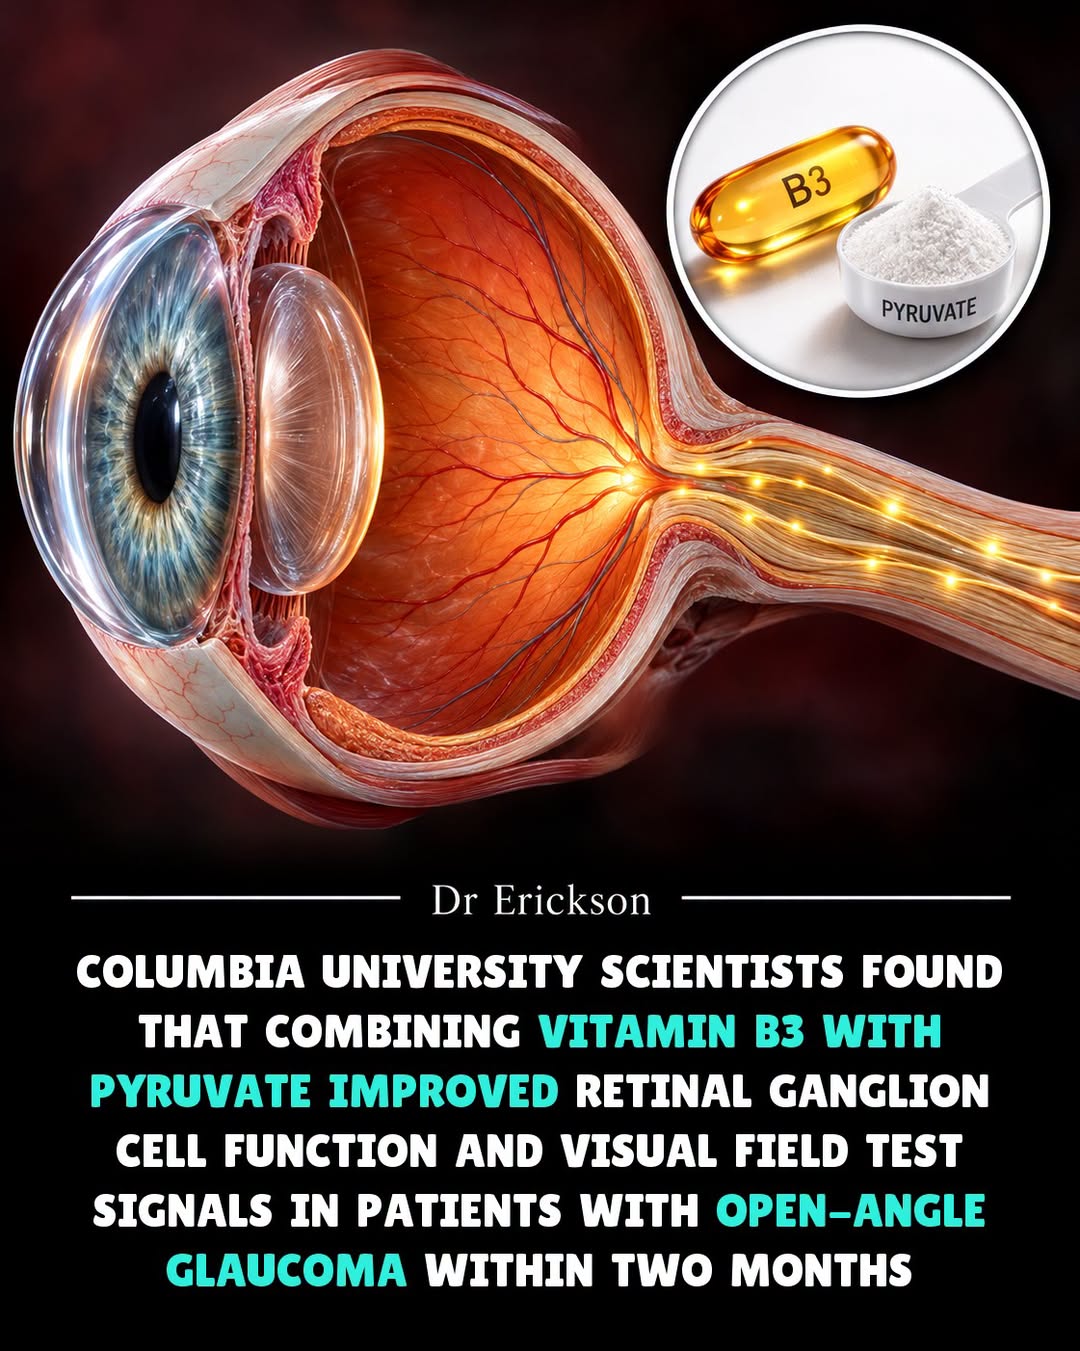 B3
PYRUVATE
Dr Erickson
COLUMBIA UNIVERSITY SCIENTISTS FOUND
THAT COMBINING VITAMIN B3 WITH
PYRUVATE IMPROVED RETINAL GANGLION
CELL FUNCTION AND VISUAL FIELD TEST
SIGNALS IN PATIENTS WITH OPEN-ANGLE
GLAUCOMA WITHIN TWO MONTHS